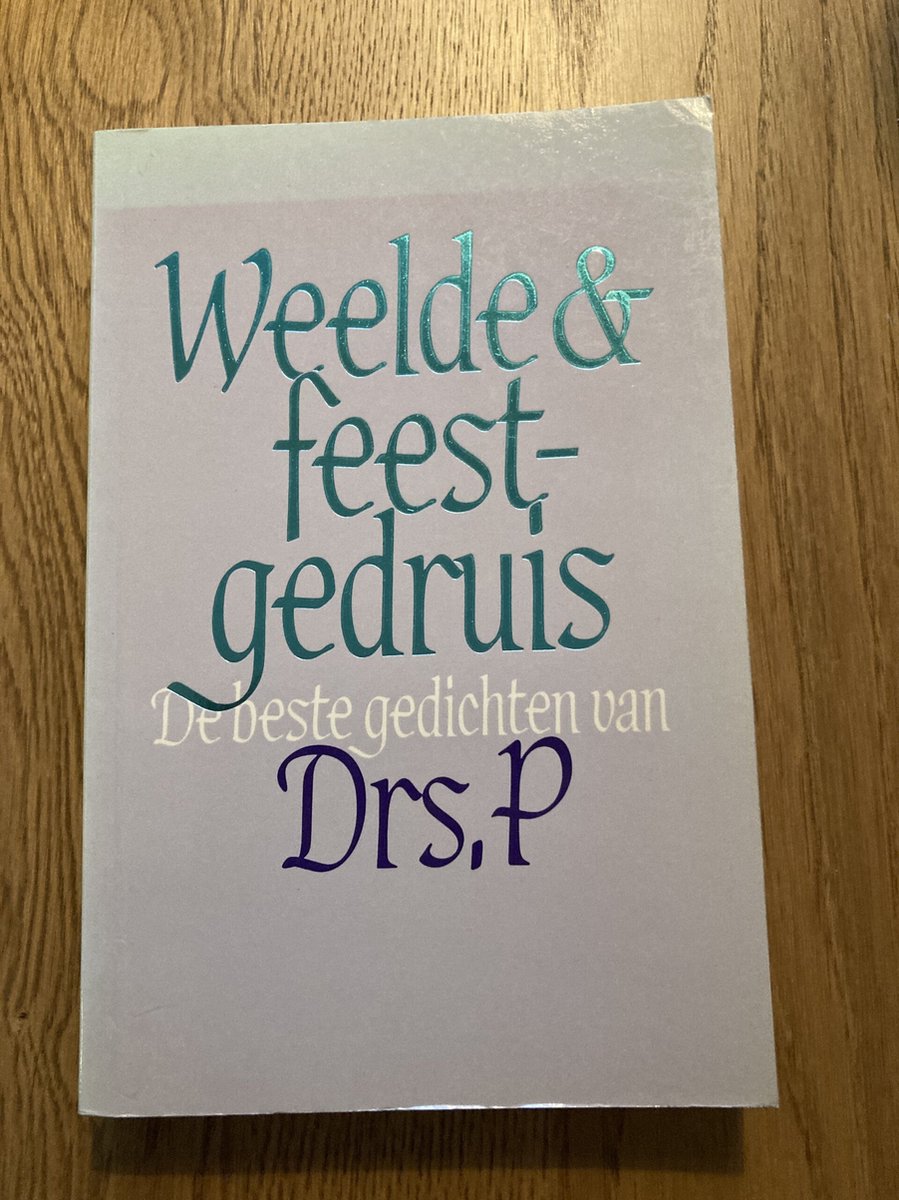 Weelde &
feest-
gedruis
De beste gedichten van
Drs. P